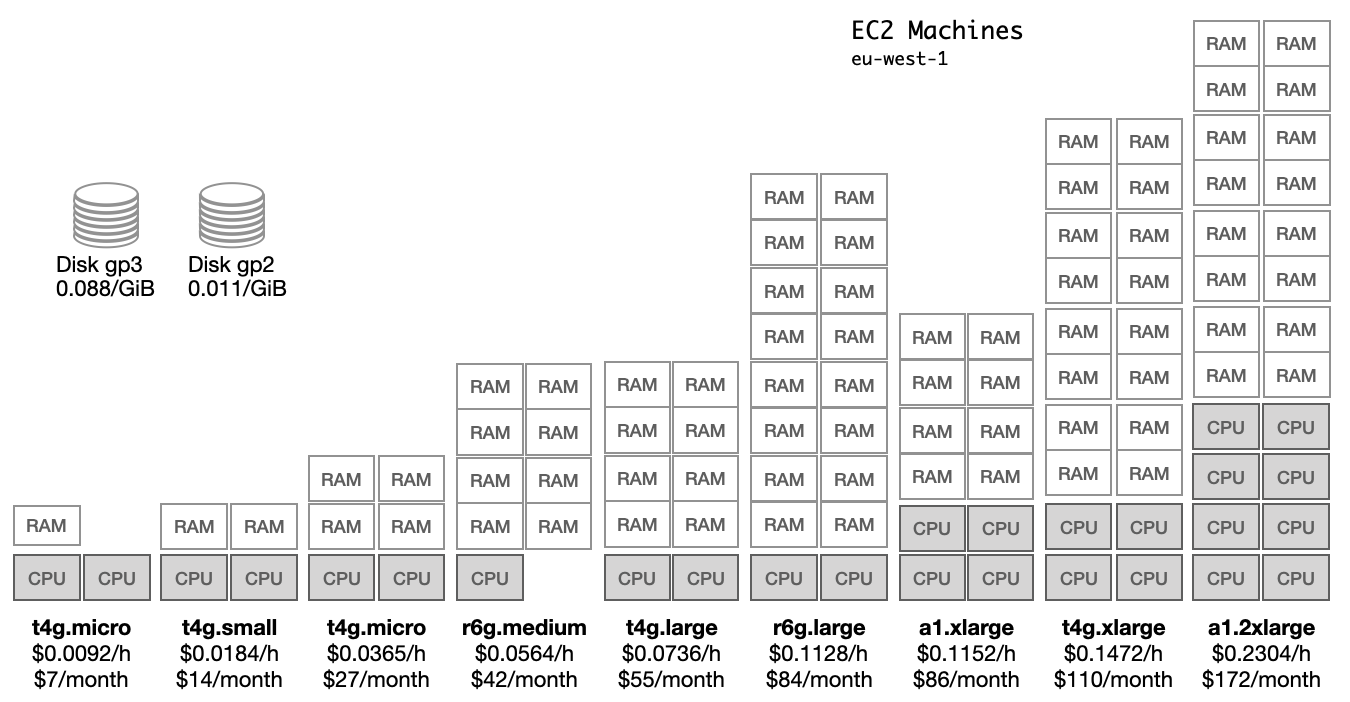 EC2 Machines
eu-west-1
Disk gp3
0.088/GiB
Disk gp2
0.011/GiB
RAM
CPU CPU
t4g.micro
$0.0092/h
$7/month
RAM RAM
CPU CPU
t4g.small
$0.0184/h
$14/month
RAM RAM
RAM RAM
CPU CPU
t4g.micro
$0.0365/h
$27/month
RAM RAM
RAM RAM
RAM RAM
RAM RAM
CPU
r6g.medium
$0.0564/h
$42/month
RAM RAM
RAM RAM
RAM RAM
RAM RAM
CPU CPU
t4g.large
$0.0736/h
$55/month
RAM RAM
RAM RAM
RAM RAM
RAM RAM
RAM RAM
RAM RAM
RAM RAM
RAM RAM
CPU CPU
r6g.large
$0.1128/h
$84/month
RAM RAM
RAM RAM
RAM RAM
RAM RAM
CPU CPU
CPU CPU
a1.xlarge
$0.1152/h
$86/month
RAM RAM
RAM RAM
RAM RAM
RAM RAM
RAM RAM
RAM RAM
RAM RAM
RAM RAM
CPU CPU
CPU CPU
t4g.xlarge
$0.1472/h
$110/month
RAM RAM
RAM RAM
RAM RAM
RAM RAM
RAM RAM
RAM RAM
RAM RAM
RAM RAM
CPU CPU
CPU CPU
CPU CPU
CPU CPU
a1.2xlarge
$0.2304/h
$172/month